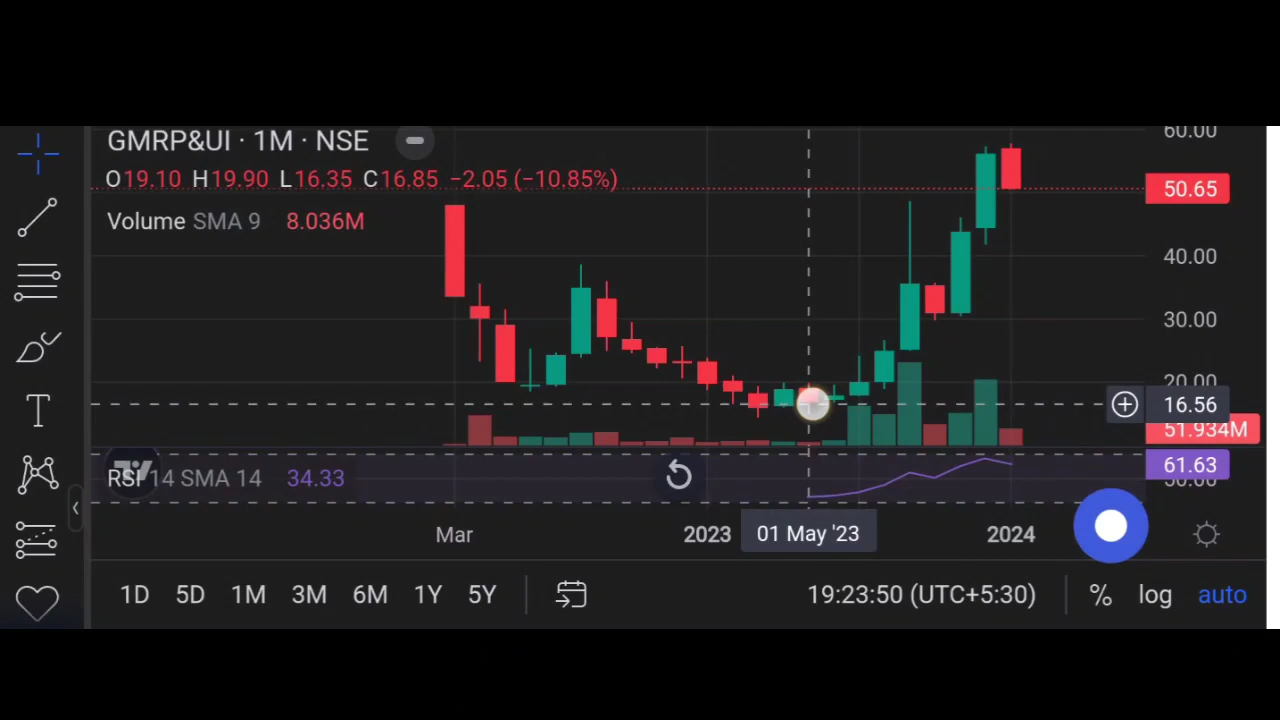 GMRP&UI · 1M · NSE
O19.10 H19.90 L16.35 C16.85 −2.05 (−10.85%)
Volume SMA 9 8.036M
60.00
50.65
40.00
30.00
20.00
16.56
51.934M
RSI 14 SMA 14 34.33
61.63
50.00
Mar 2023 01 May '23 2024
1D 5D 1M 3M 6M 1Y 5Y 19:23:50 (UTC+5:30) % log auto